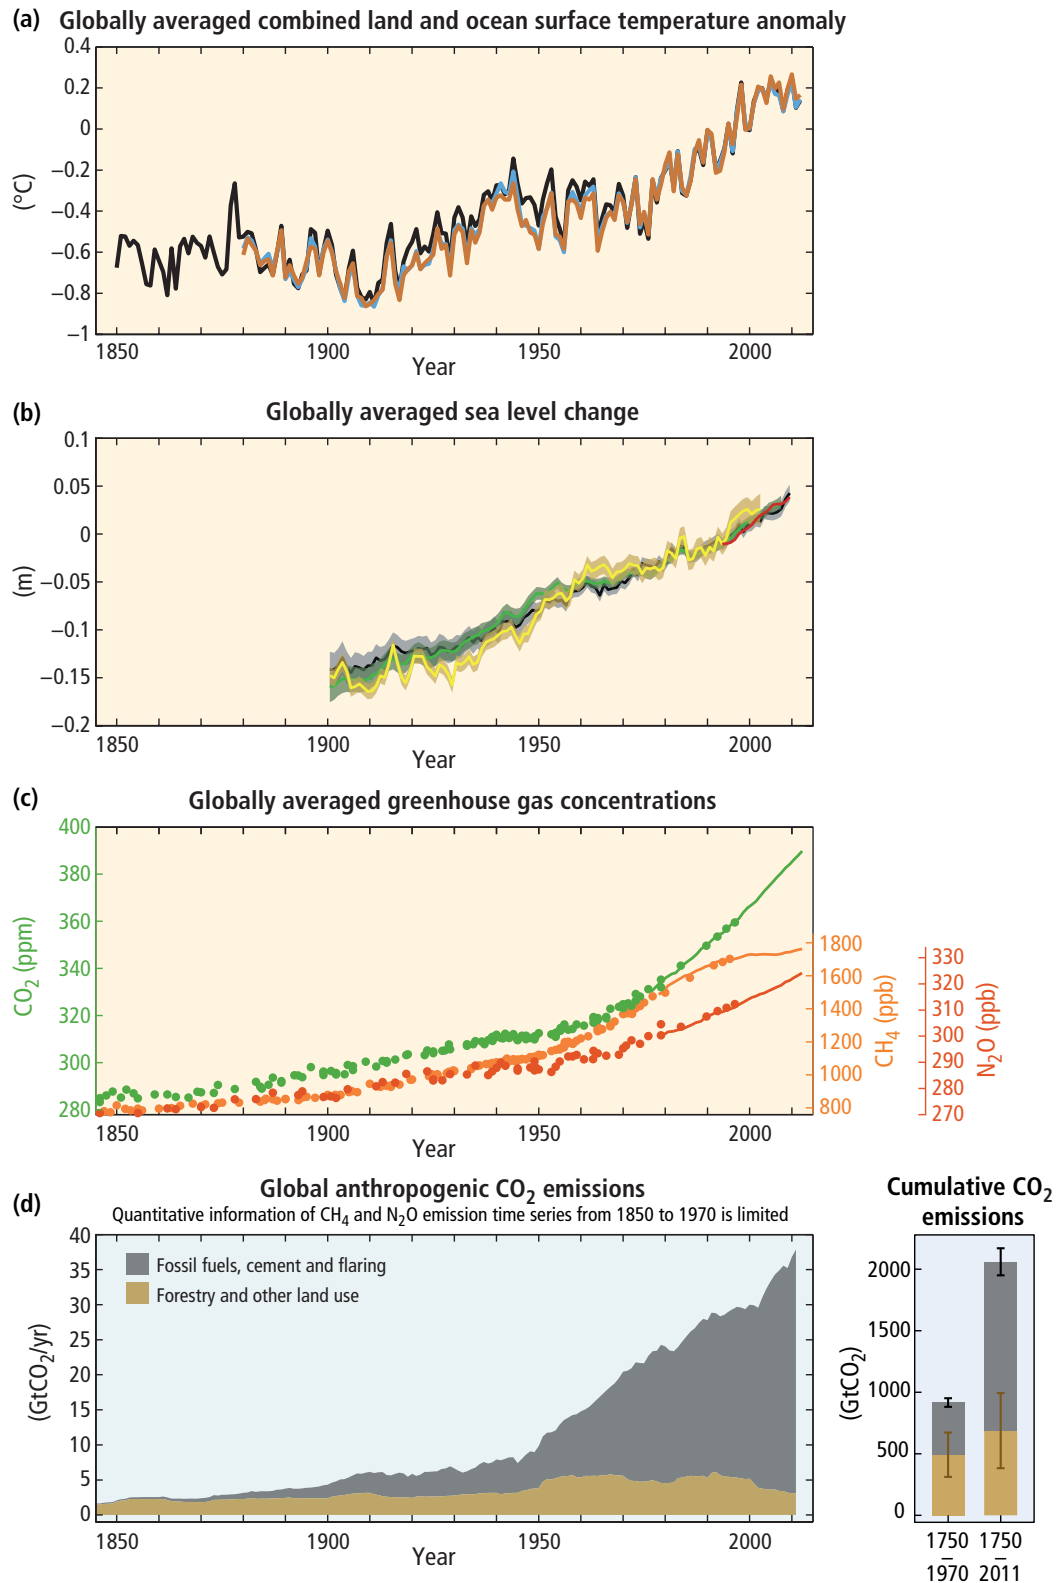 (a) Globally averaged combined land and ocean surface temperature anomaly
0.4
0.2
0
−0.2
−0.4
−0.6
−0.8
−1
(°C)
1850 1900 1950 2000
Year
(b) Globally averaged sea level change
0.1
0.05
0
−0.05
−0.1
−0.15
−0.2
(m)
1850 1900 1950 2000
Year
(c) Globally averaged greenhouse gas concentrations
400
380
360
340
320
300
280
CO₂ (ppm)
1800
1600
1400
1200
1000
800
CH₄ (ppb)
330
320
310
300
290
280
270
N₂O (ppb)
1850 1900 1950 2000
Year
(d) Global anthropogenic CO₂ emissions
Quantitative information of CH₄ and N₂O emission time series from 1850 to 1970 is limited
40
35
30
25
20
15
10
5
0
(GtCO₂/yr)
Fossil fuels, cement and flaring
Forestry and other land use
1850 1900 1950 2000
Year
Cumulative CO₂
emissions
2000
1500
1000
500
0
(GtCO₂)
1750 1750
– –
1970 2011